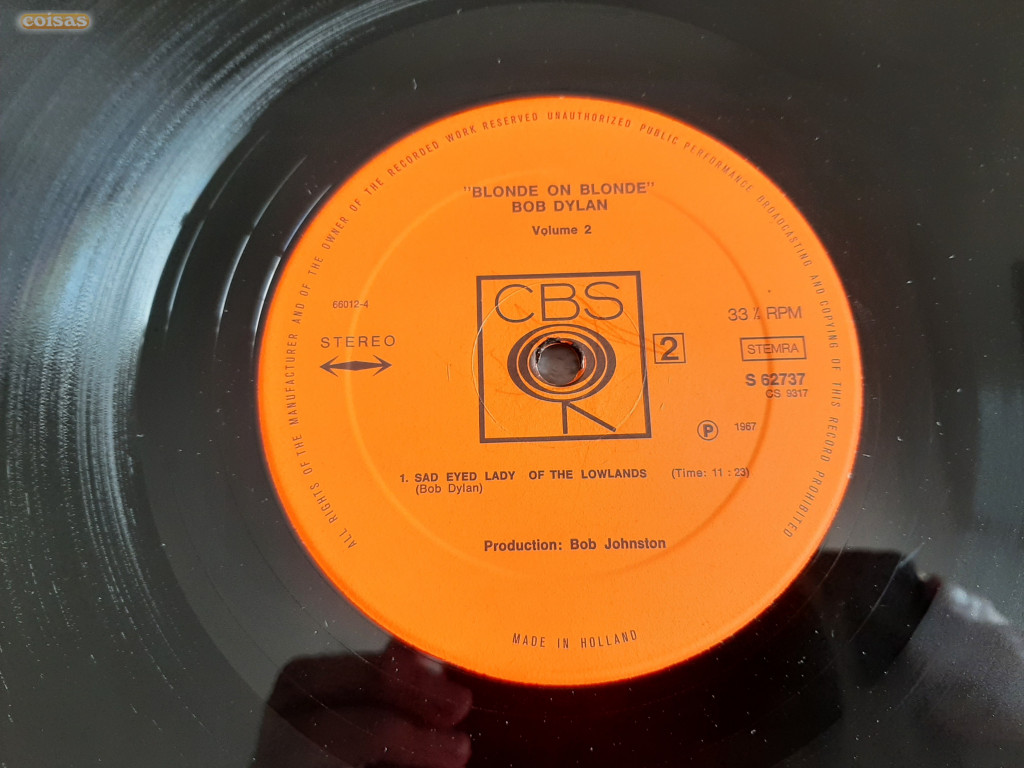 coisas
ALL RIGHTS OF THE MANUFACTURER AND OF THE OWNER OF THE RECORDED WORK RESERVED UNAUTHORIZED PUBLIC PERFORMANCE BROADCASTING AND COPYING OF THIS RECORD PROHIBITED
"BLONDE ON BLONDE"
BOB DYLAN
Volume 2
66012-4
STEREO
CBS
2
33⅓ RPM
STEMRA
S 62737
CS 9317
Ⓟ 1967
1. SAD EYED LADY OF THE LOWLANDS (Time: 11 : 23)
(Bob Dylan)
Production: Bob Johnston
MADE IN HOLLAND